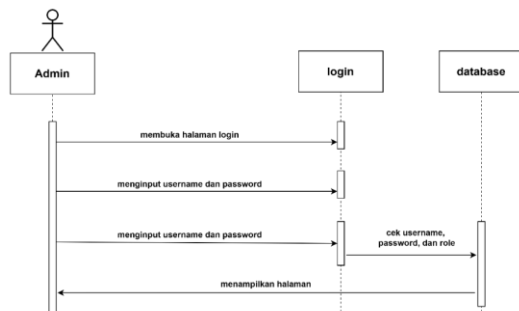 Admin
login
database
membuka halaman login
menginput username dan password
menginput username dan password
cek username,
password, dan role
menampilkan halaman